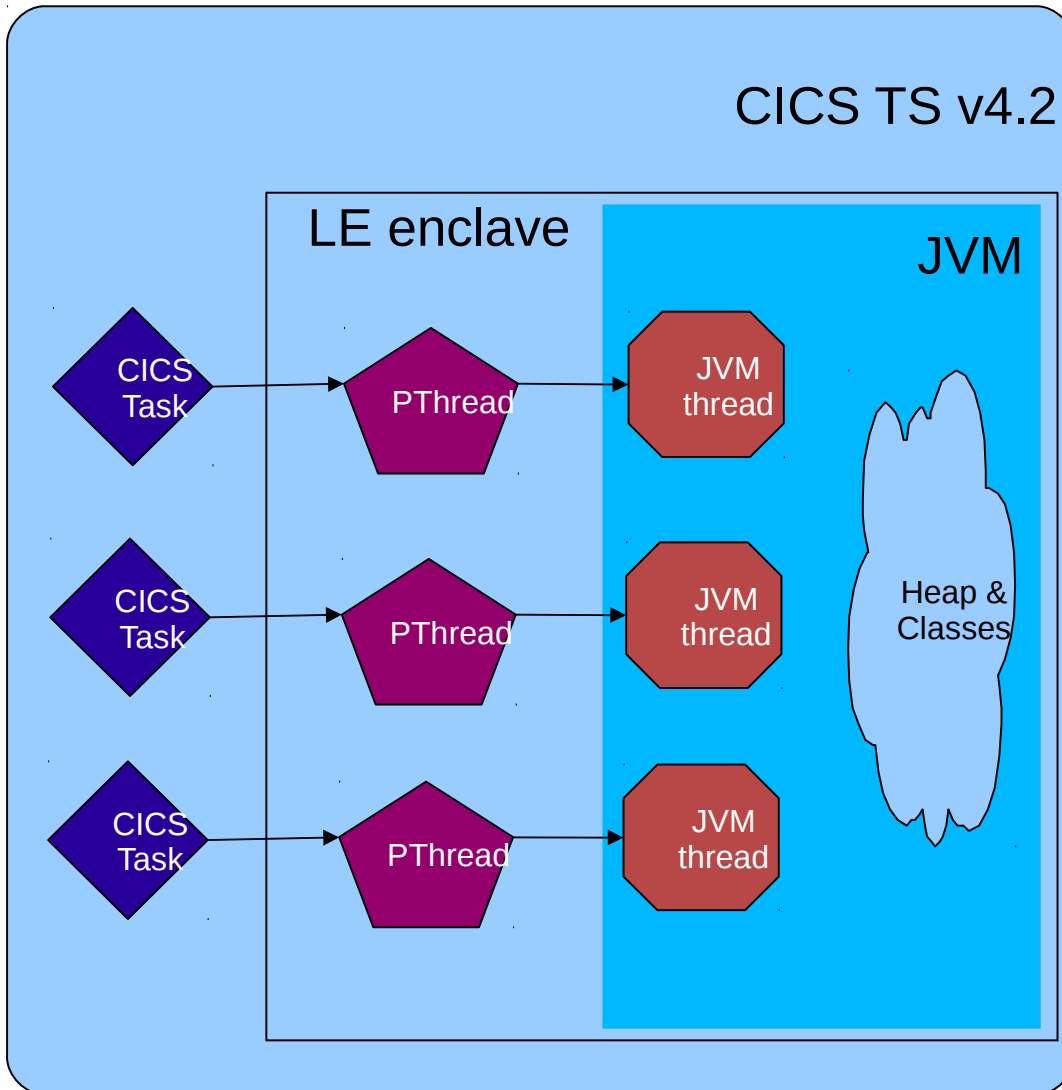 CICS TS v4.2
LE enclave
JVM
CICS
Task
PThread
JVM
thread
CICS
Task
PThread
JVM
thread
Heap &
Classes
CICS
Task
PThread
JVM
thread